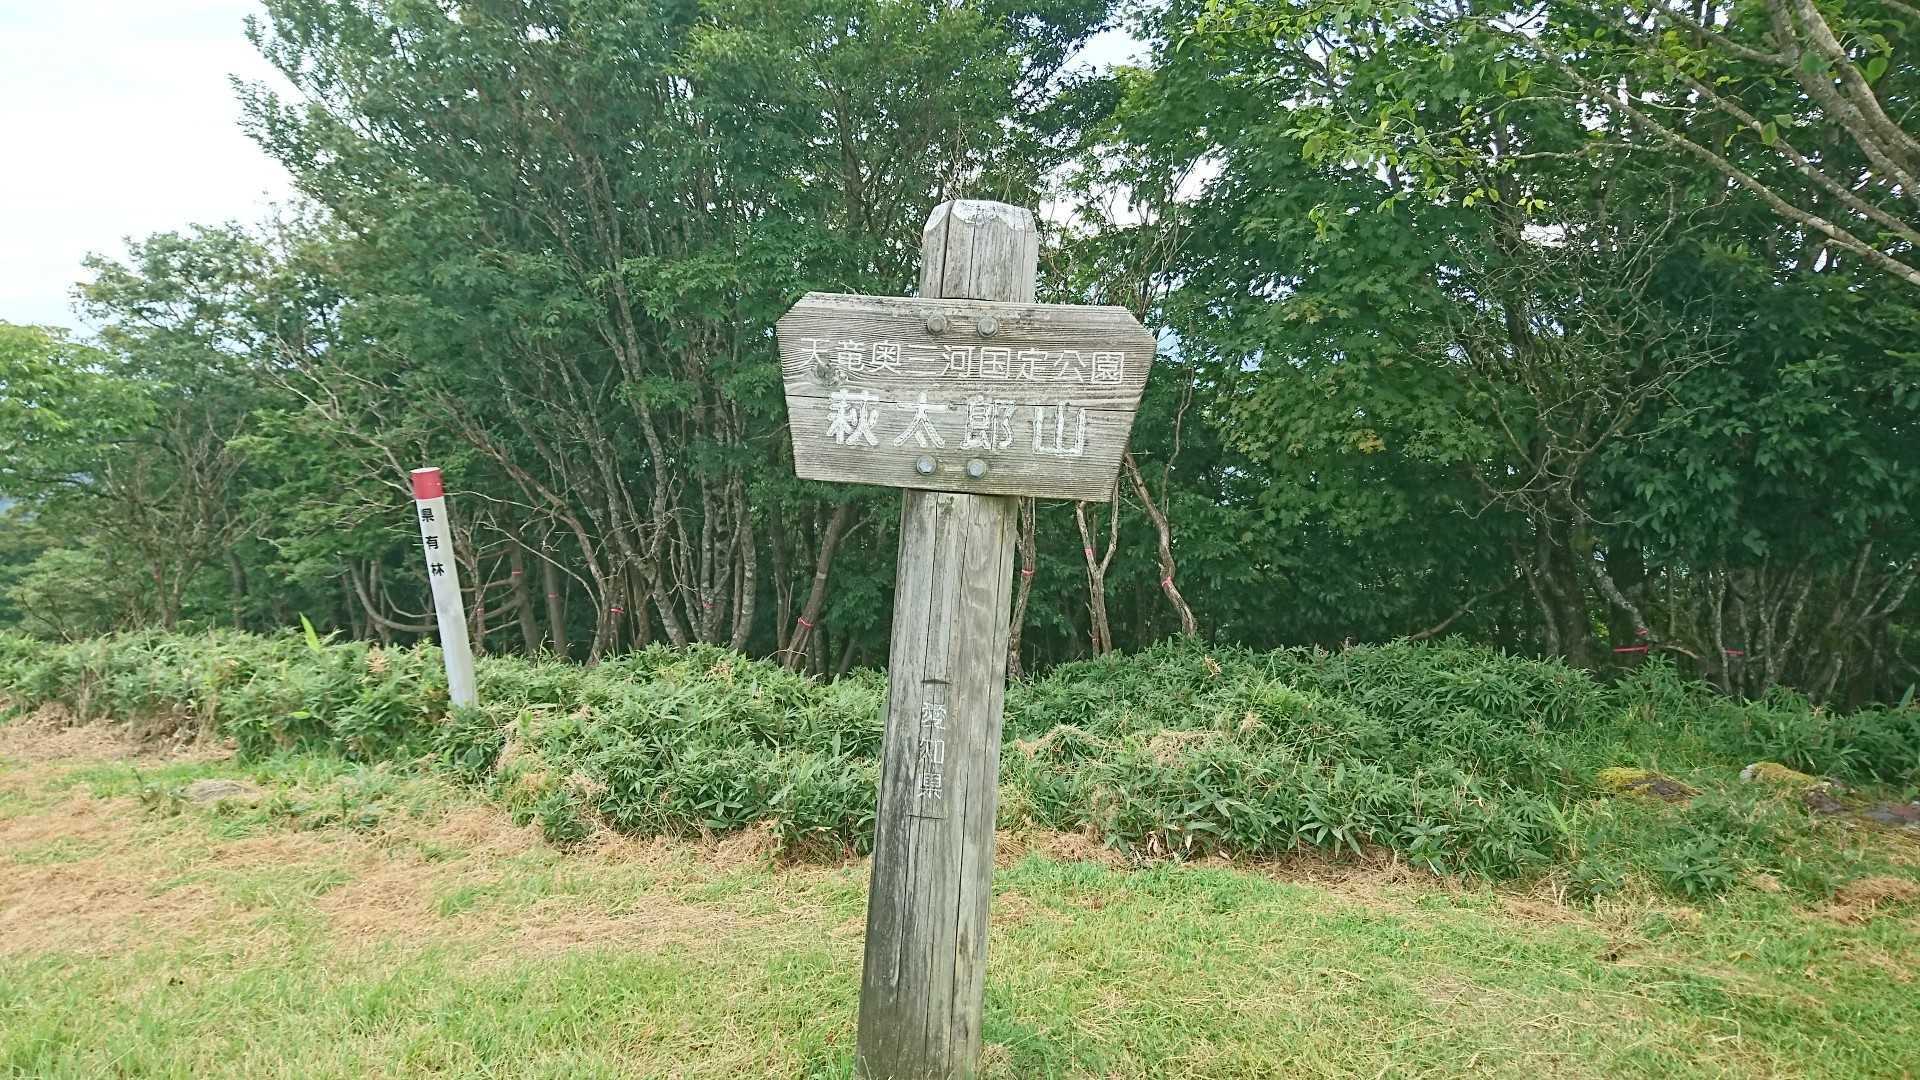 天竜奥三河国定公園
萩太郎山
愛知県
県有林